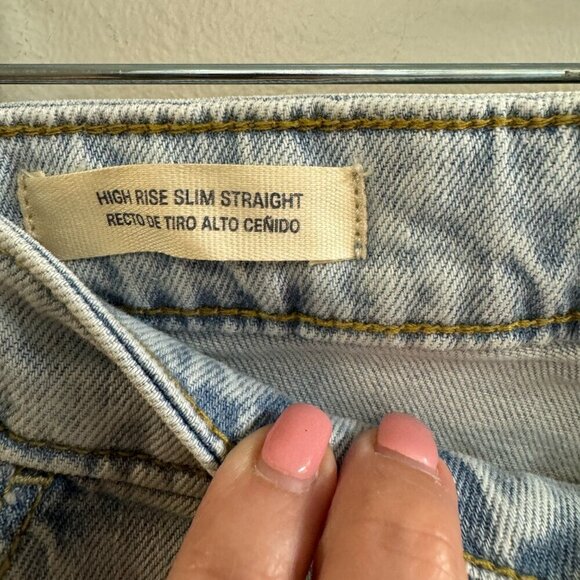 HIGH RISE SLIM STRAIGHT
RECTO DE TIRO ALTO CEÑIDO